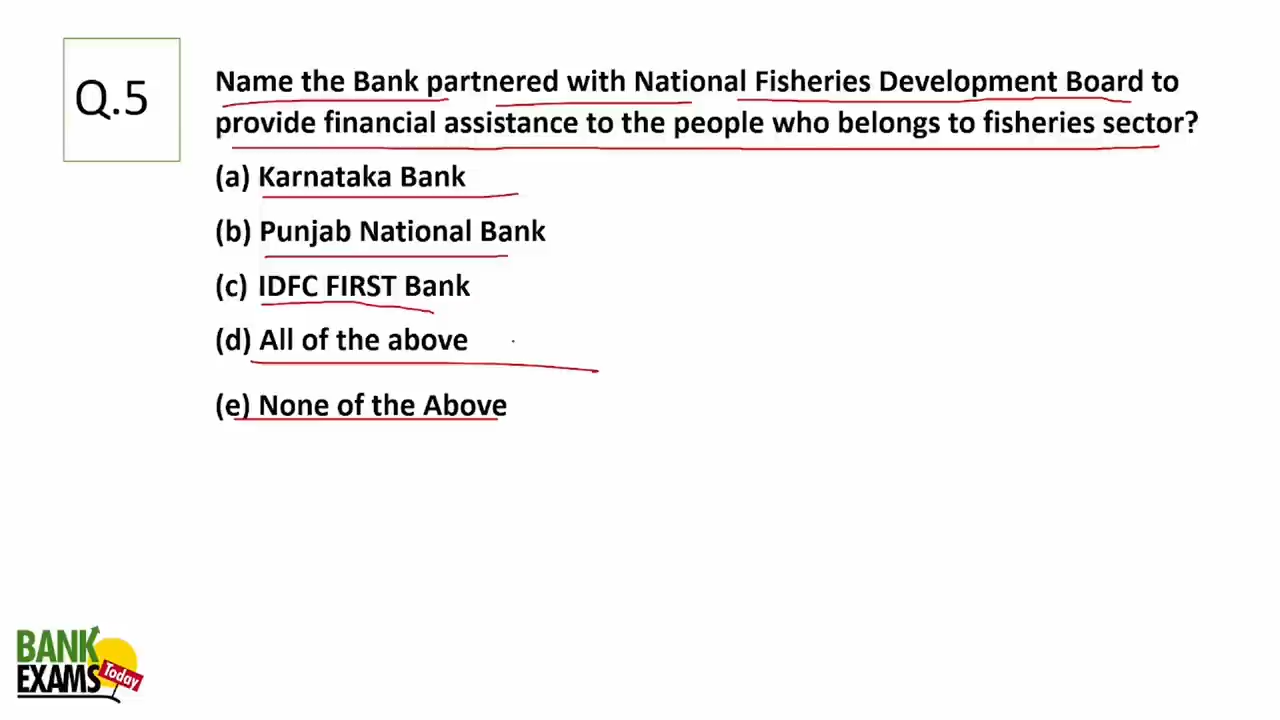 Q.5
Name the Bank partnered with National Fisheries Development Board to
provide financial assistance to the people who belongs to fisheries sector?
(a) Karnataka Bank
(b) Punjab National Bank
(c) IDFC FIRST Bank
(d) All of the above
(e) None of the Above
BANK
EXAMS Today